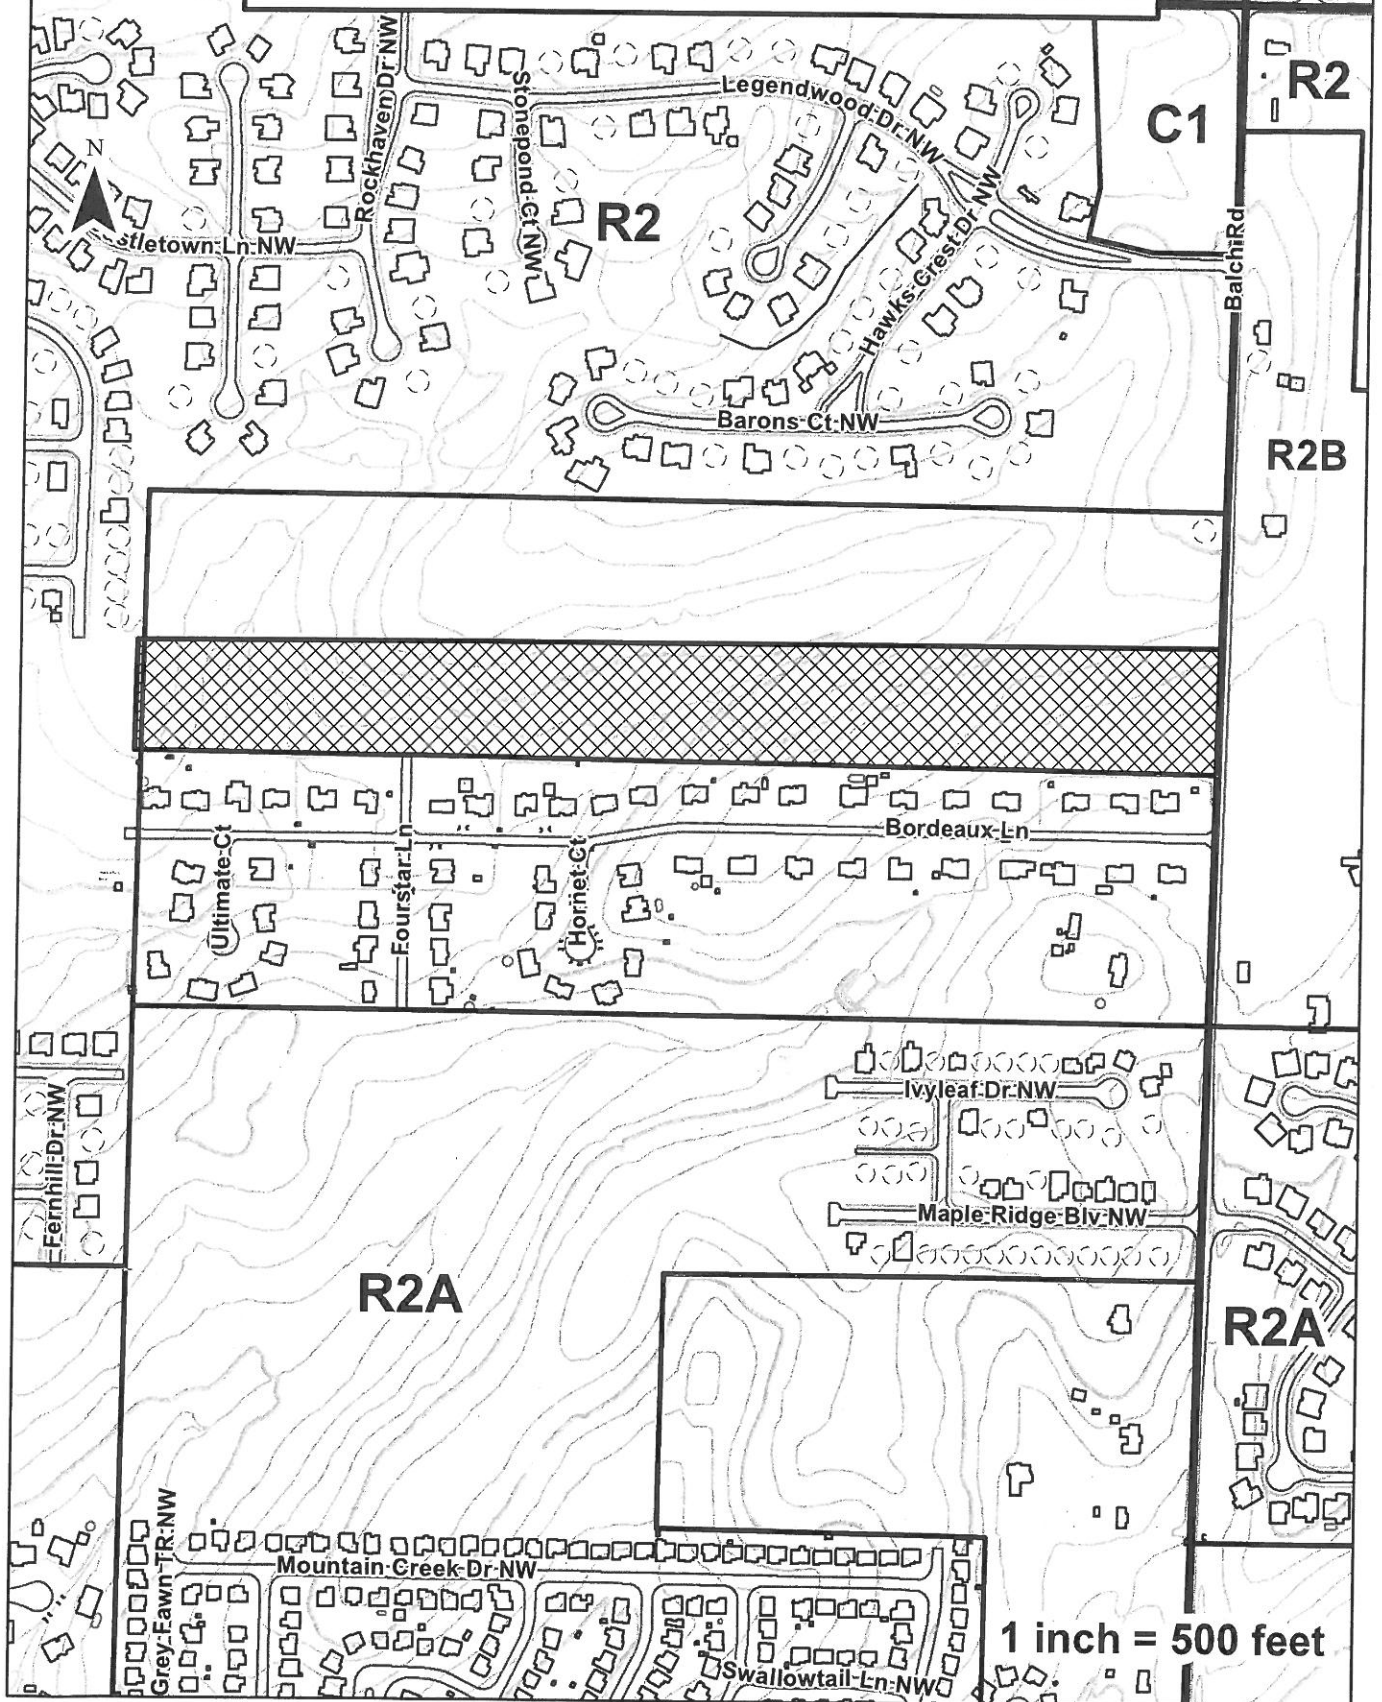 Rockhaven Dr NW
Stonepond Ct NW
Legendwood Dr NW
C1
R2
N
stletown Ln NW
R2
Hawks Crest Dr NW
Balch Rd
Barons Ct NW
R2B
Bordeaux Ln
Ultimate Ct
Fourstar Ln
Hornet Ct
Ivyleaf Dr NW
Fernhill Dr NW
Maple Ridge Blv NW
R2A
R2A
Grey Fawn TR NW
Mountain Creek Dr NW
1 inch = 500 feet
Swallowtail Ln NW